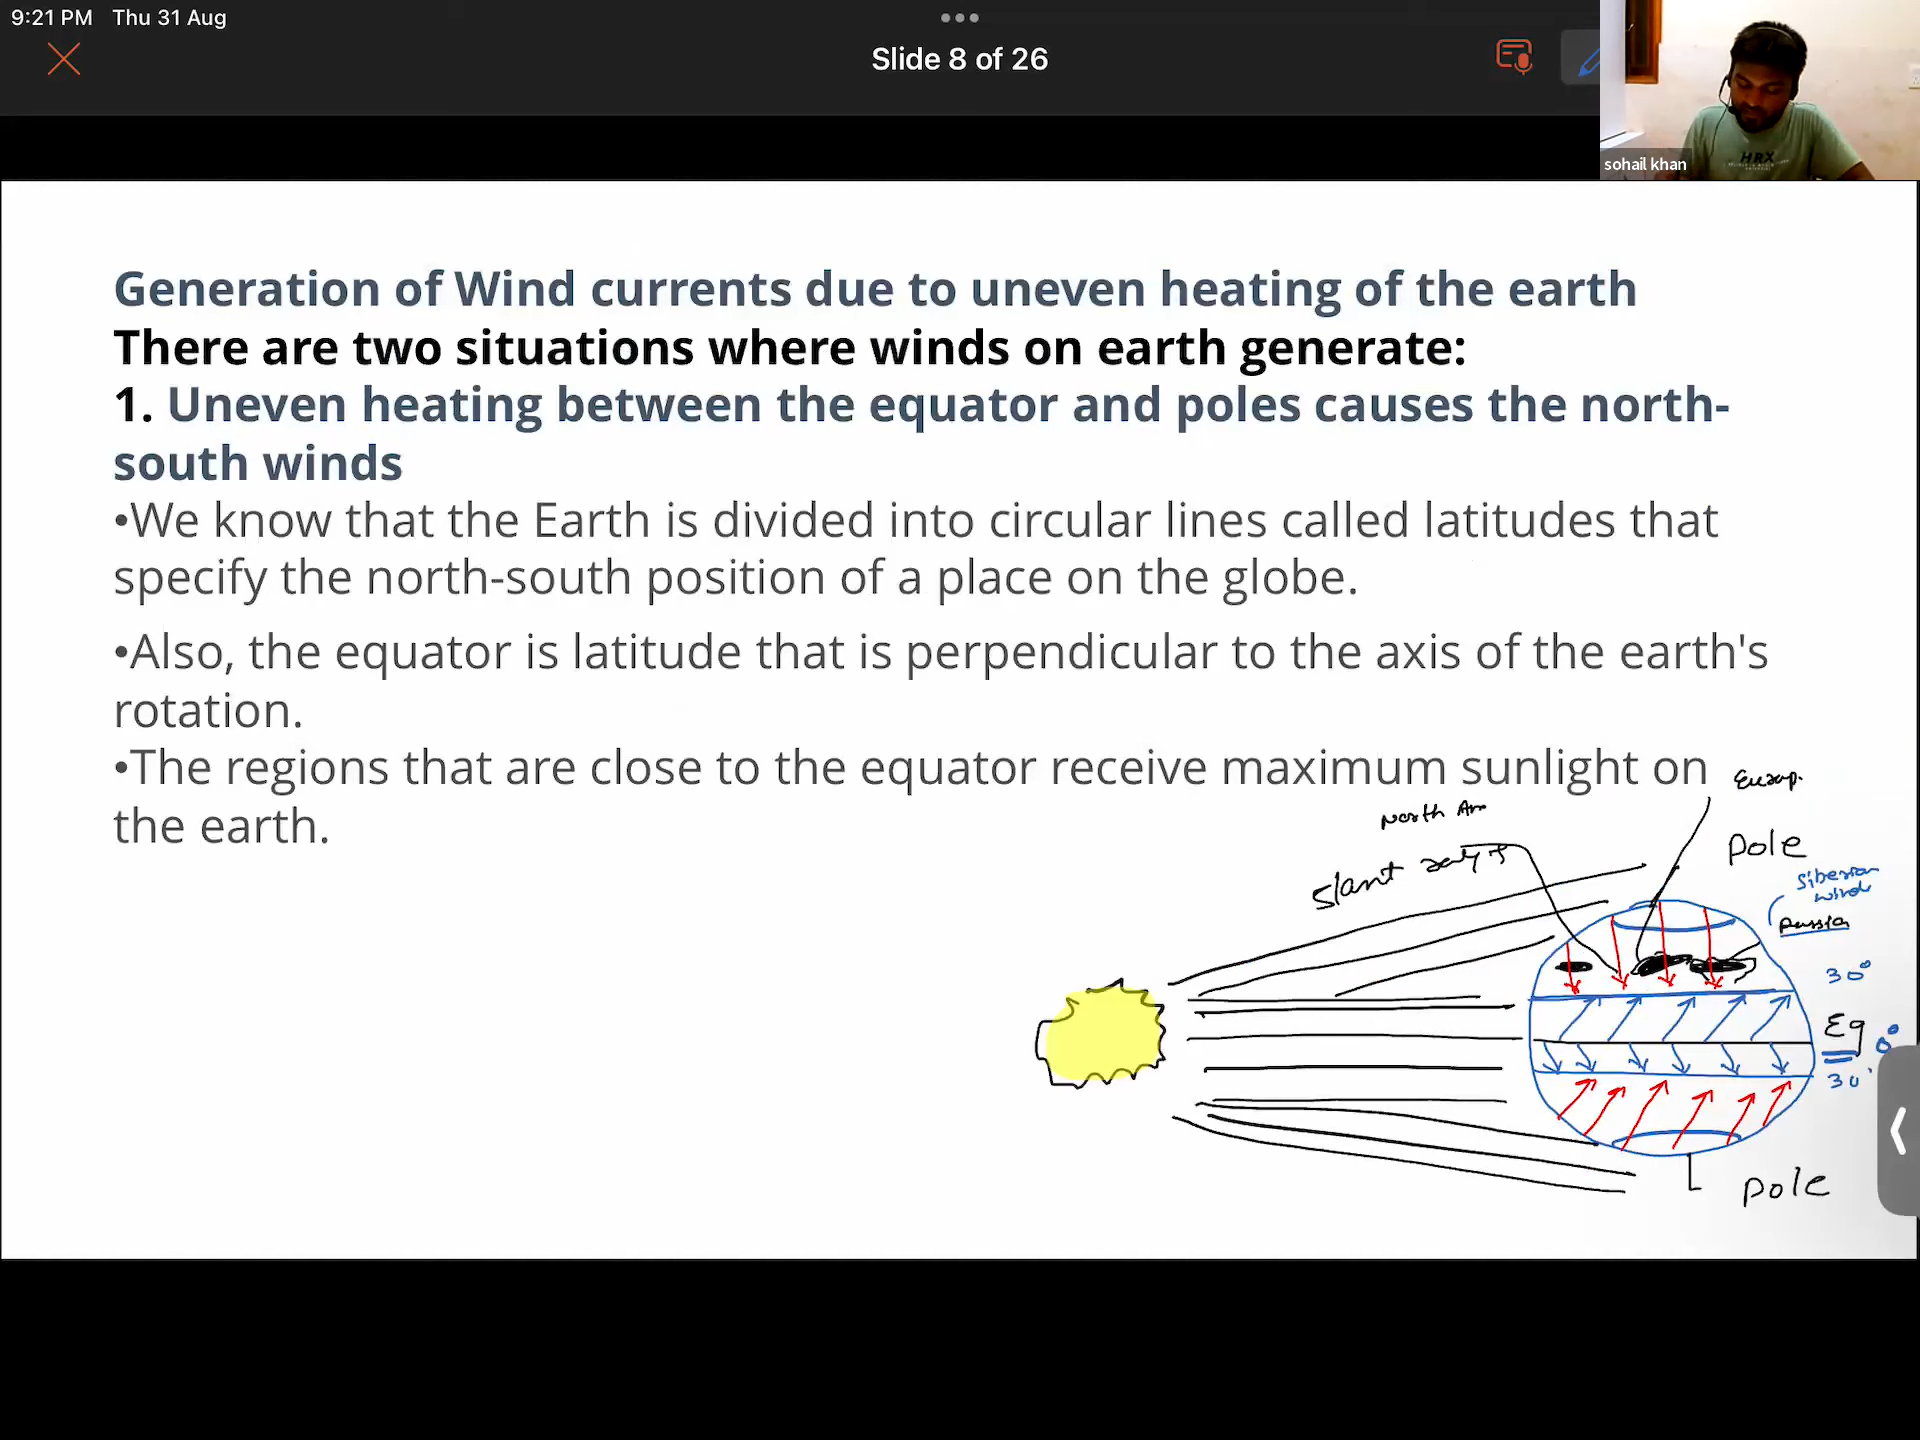 9:21 PM Thu 31 Aug
Slide 8 of 26
sohail khan
HRX
Generation of Wind currents due to uneven heating of the earth
There are two situations where winds on earth generate:
1. Uneven heating between the equator and poles causes the north-
south winds
•We know that the Earth is divided into circular lines called latitudes that
specify the north-south position of a place on the globe.
•Also, the equator is latitude that is perpendicular to the axis of the earth's
rotation.
•The regions that are close to the equator receive maximum sunlight on
the earth.
Europ.
North Am
Pole
Slant rays
Siberian
wind
Russia
30°
Eq 0°
30°
Pole